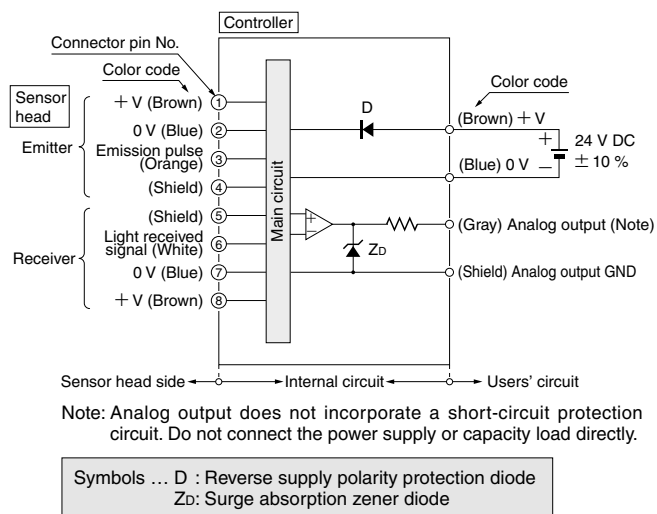 Controller
Connector pin No.
Color code
Sensor
head
Emitter
+ V (Brown) 1
0 V (Blue) 2
Emission pulse
(Orange) 3
(Shield) 4
Receiver
(Shield) 5
Light received
signal (White) 6
0 V (Blue) 7
+ V (Brown) 8
Main circuit
D
+
−
ZD
Color code
(Brown) + V
+
−
24 V DC
± 10 %
(Blue) 0 V
(Gray) Analog output (Note)
(Shield) Analog output GND
Sensor head side
Internal circuit
Users' circuit
Note: Analog output does not incorporate a short-circuit protection
circuit. Do not connect the power supply or capacity load directly.
Symbols ... D : Reverse supply polarity protection diode
ZD: Surge absorption zener diode